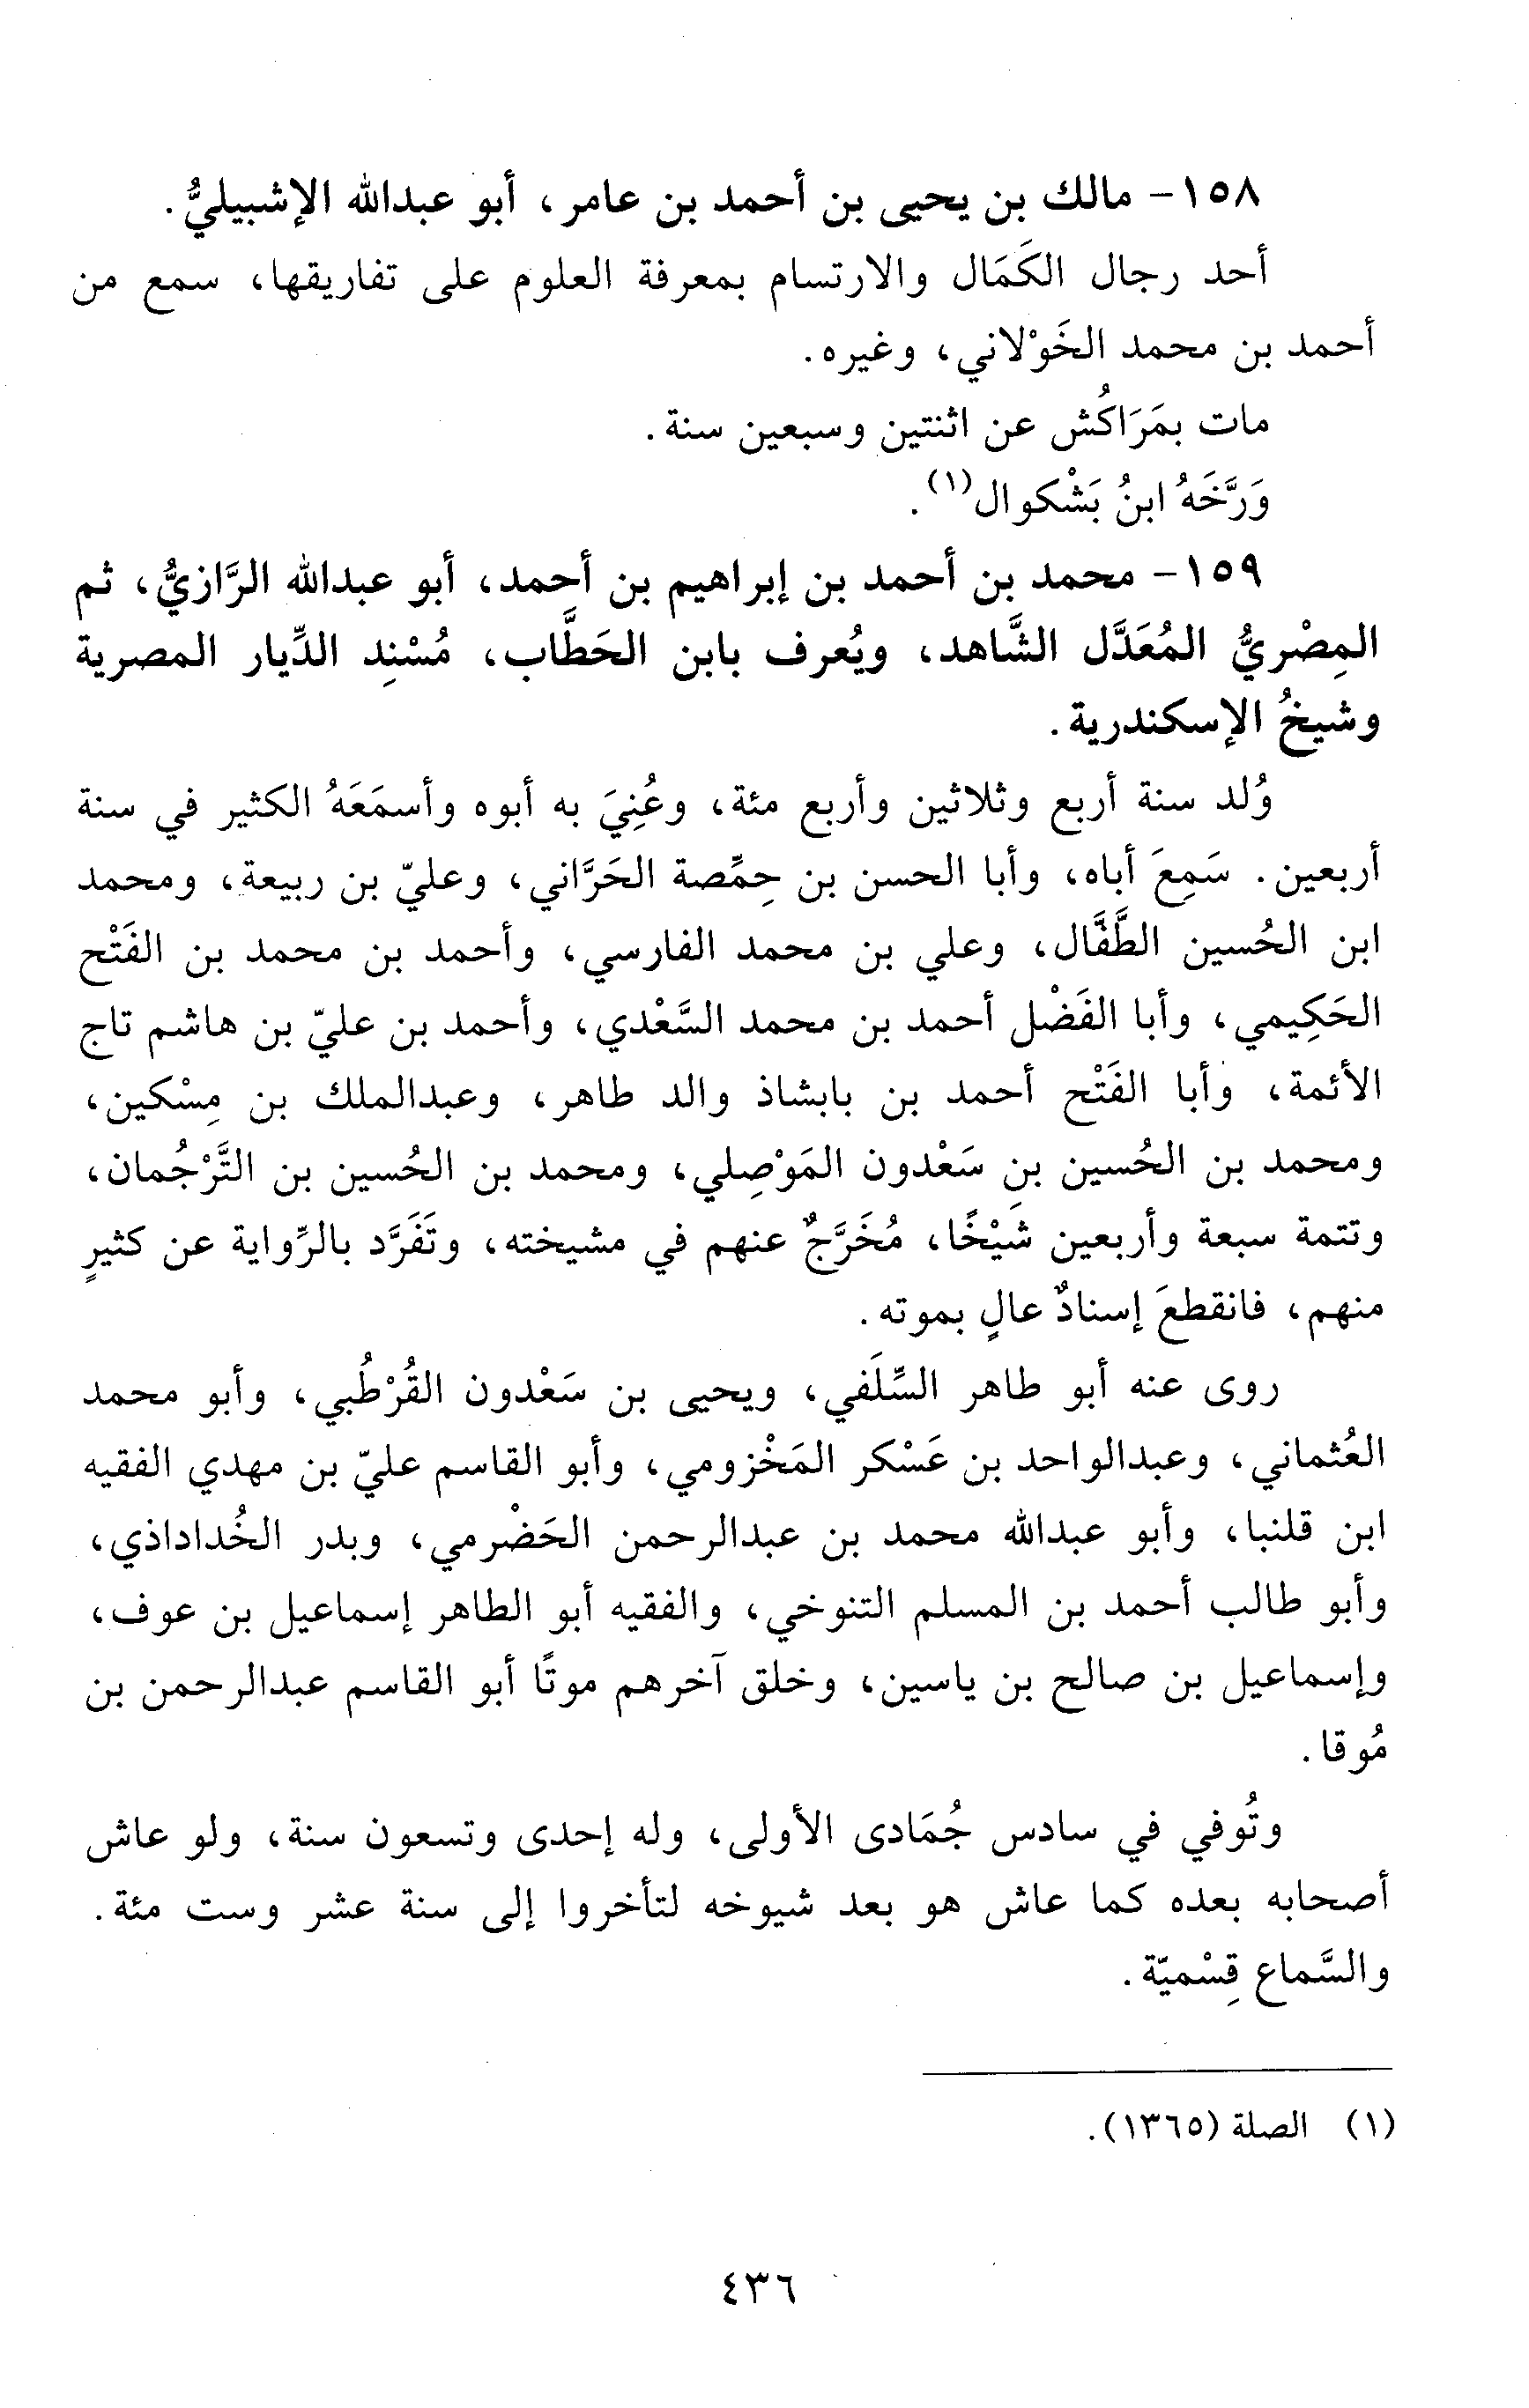 ١٥٨- مالك بن يحيى بن أحمد بن عامر، أبو عبدالله الإشبيليُّ.
أحد رجال الكَمَال والارتسام بمعرفة العلوم على تفاريقها، سمع من
أحمد بن محمد الخَوْلاني، وغيره.
مات بمَرَاكُش عن اثنتين وسبعين سنة.
وَرَّخَهُ ابنُ بَشْكوال(١).
١٥٩- محمد بن أحمد بن إبراهيم بن أحمد، أبو عبدالله الرَّازيُّ، ثم
المِصْريُّ المُعَدَّل الشَّاهد، ويُعرف بابن الحَطَّاب، مُسْنِد الدِّيار المصرية
وشيخُ الإسكندرية.
وُلد سنة أربع وثلاثين وأربع مئة، وعُنِيَ به أبوه وأسمَعَهُ الكثير في سنة
أربعين. سَمِعَ أباه، وأبا الحسن بن حِمِّصة الحَرَّاني، وعليّ بن ربيعة، ومحمد
ابن الحُسين الطَّفَّال، وعلي بن محمد الفارسي، وأحمد بن محمد بن الفَتْح
الحَكِيمي، وأبا الفَضْل أحمد بن محمد السَّعْدي، وأحمد بن عليّ بن هاشم تاج
الأئمة، وأبا الفَتْح أحمد بن بابشاذ والد طاهر، وعبدالملك بن مِسْكين،
ومحمد بن الحُسين بن سَعْدون المَوْصِلي، ومحمد بن الحُسين بن التَّرْجُمان،
وتتمة سبعة وأربعين شَيْخًا، مُخَرَّجٌ عنهم في مشيخته، وتَفَرَّد بالرِّواية عن كثيرٍ
منهم، فانقطعَ إسنادٌ عالٍ بموته.
روى عنه أبو طاهر السِّلَفي، ويحيى بن سَعْدون القُرْطُبي، وأبو محمد
العُثماني، وعبدالواحد بن عَسْكر المَخْزومي، وأبو القاسم عليّ بن مهدي الفقيه
ابن قلنبا، وأبو عبدالله محمد بن عبدالرحمن الحَضْرمي، وبدر الخُداداذي،
وأبو طالب أحمد بن المسلم التنوخي، والفقيه أبو الطاهر إسماعيل بن عوف،
وإسماعيل بن صالح بن ياسين، وخلق آخرهم موتًا أبو القاسم عبدالرحمن بن
مُوقا.
وتُوفي في سادس جُمَادى الأولى، وله إحدى وتسعون سنة، ولو عاش
أصحابه بعده كما عاش هو بعد شيوخه لتأخروا إلى سنة عشر وست مئة.
والسَّماع قِسْميّة.
(١) الصلة (١٣٦٥).
٤٣٦